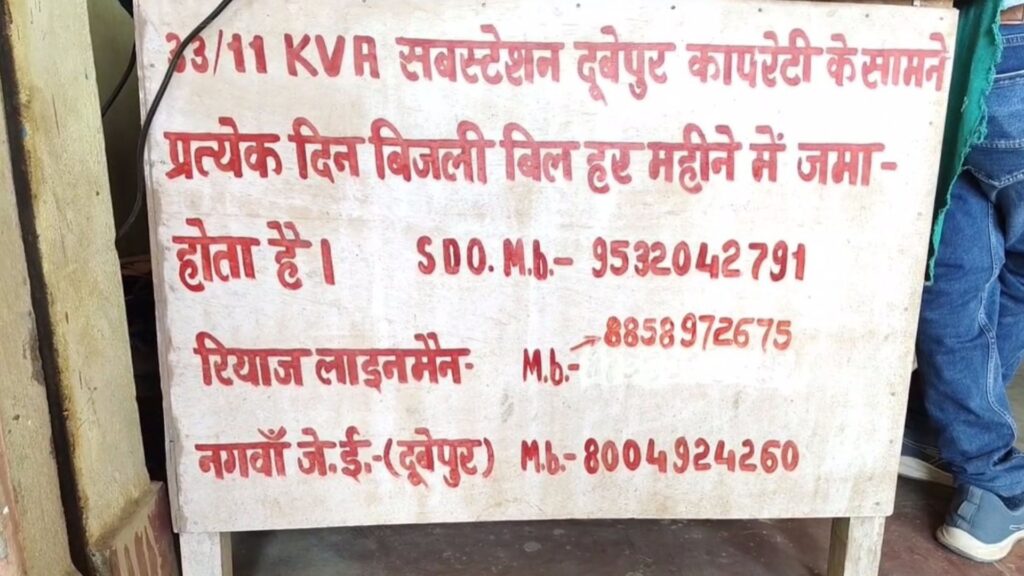 33/11 KVA सबस्टेशन दूबेपुर कापरेटी के सामने
प्रत्येक दिन बिजली बिल हर महीने में जमा-
होता है। SDO. M.b.- 9532042791
रियाज लाइनमैन- M.b.- 8858972675
नगवाँ जे.ई.-(दूबेपुर) M.b.- 8004924260